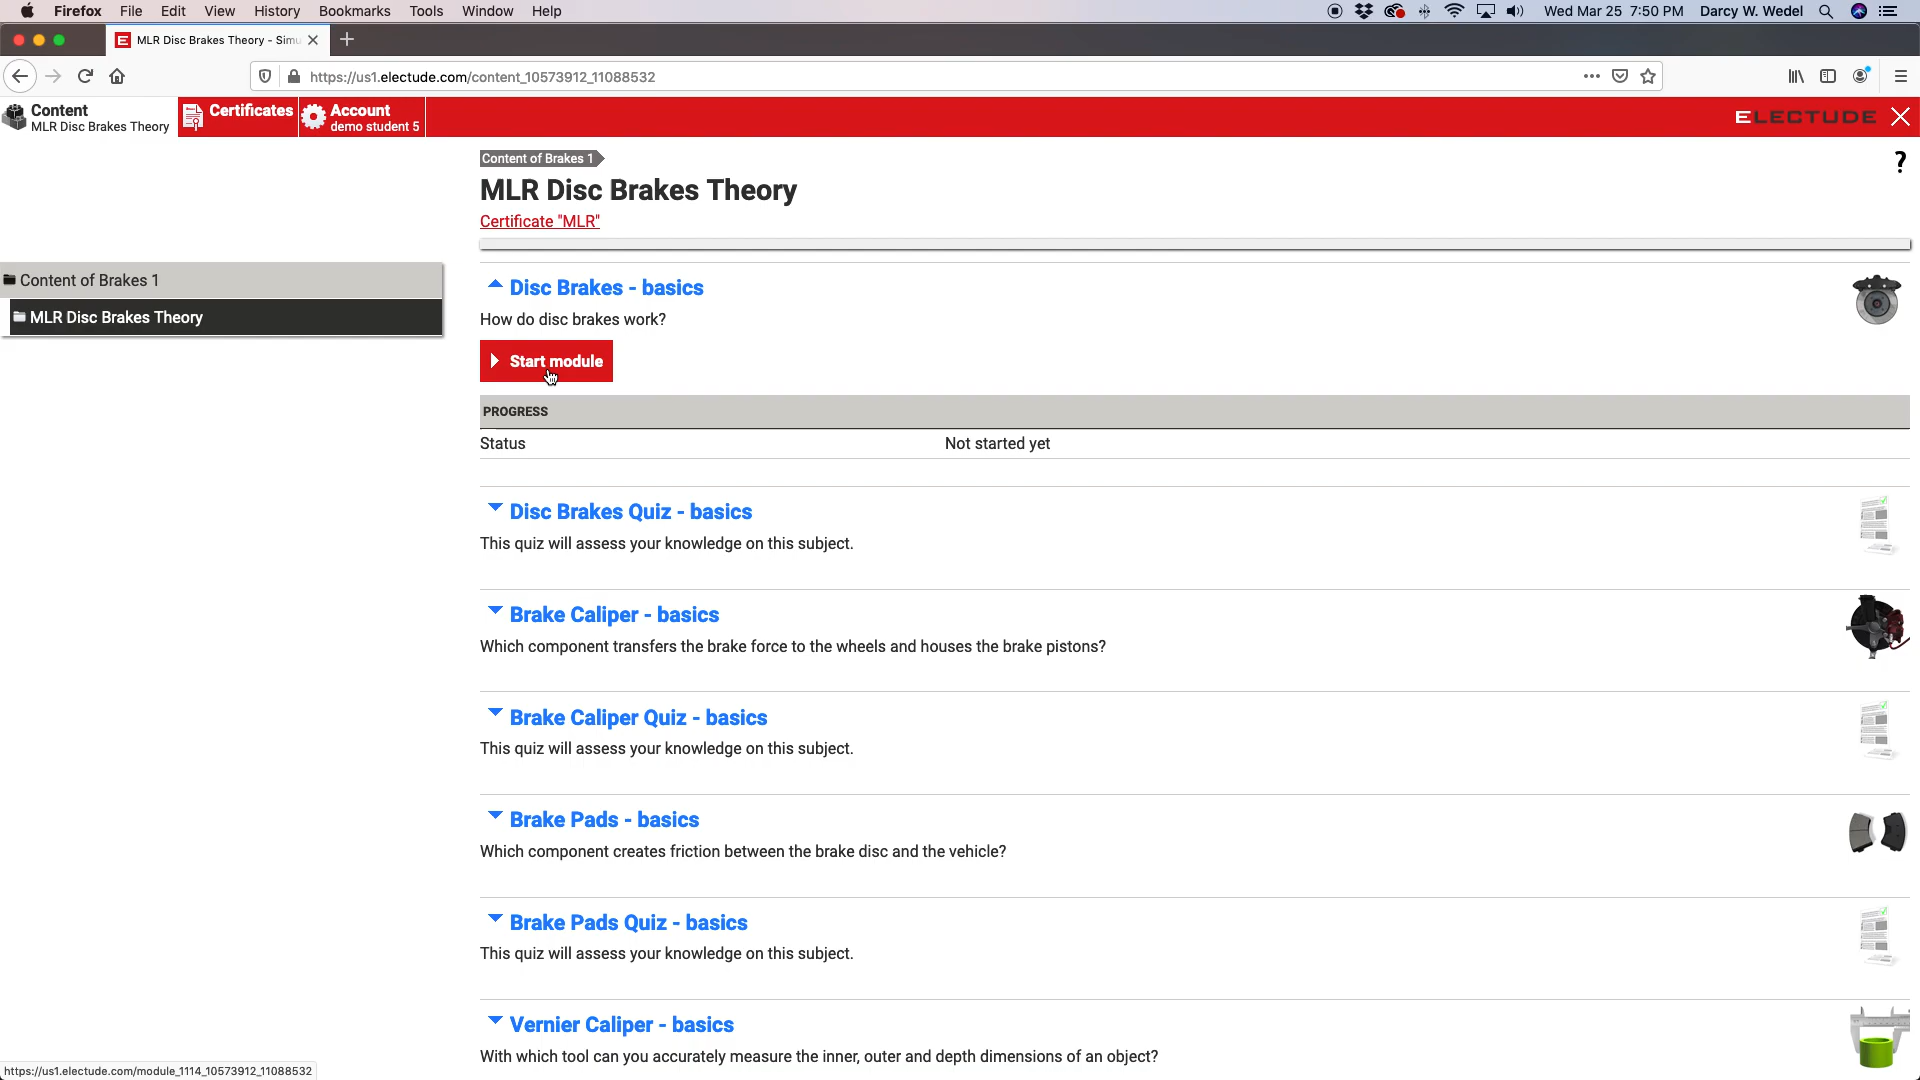 Firefox File Edit View History Bookmarks Tools Window Help Wed Mar 25 7:50 PM Darcy W. Wedel
MLR Disc Brakes Theory - Simu
https://us1.electude.com/content_10573912_11088532
Content
MLR Disc Brakes Theory
Certificates
Account
demo student 5
ELECTUDE
Content of Brakes 1
?
MLR Disc Brakes Theory
Certificate "MLR"
Content of Brakes 1
MLR Disc Brakes Theory
Disc Brakes - basics
How do disc brakes work?
Start module
PROGRESS
Status Not started yet
Disc Brakes Quiz - basics
This quiz will assess your knowledge on this subject.
Brake Caliper - basics
Which component transfers the brake force to the wheels and houses the brake pistons?
Brake Caliper Quiz - basics
This quiz will assess your knowledge on this subject.
Brake Pads - basics
Which component creates friction between the brake disc and the vehicle?
Brake Pads Quiz - basics
This quiz will assess your knowledge on this subject.
Vernier Caliper - basics
With which tool can you accurately measure the inner, outer and depth dimensions of an object?
https://us1.electude.com/module_1114_10573912_11088532